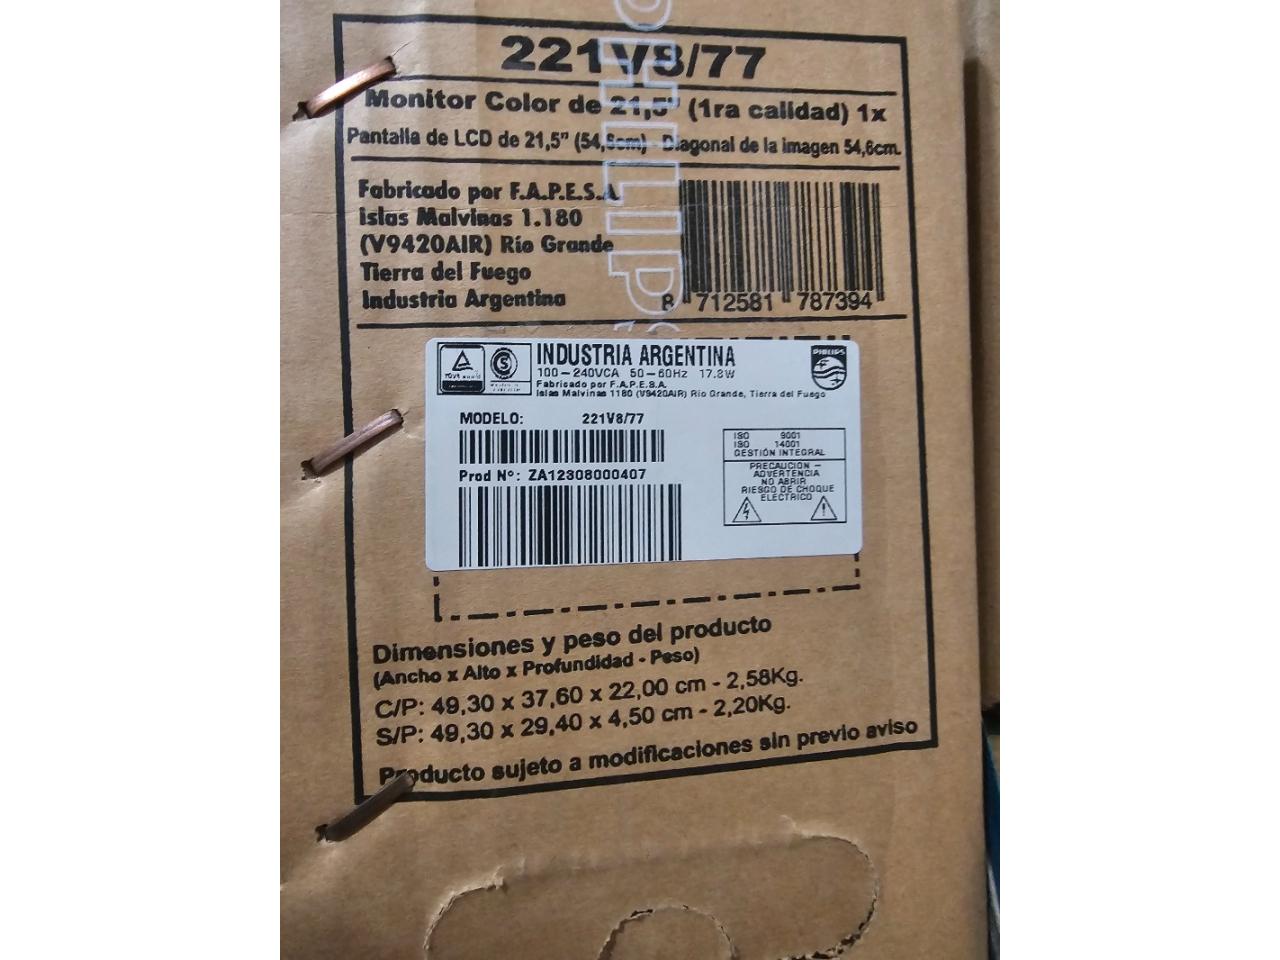 221V8/77
Monitor Color de 21,5" (1ra calidad) 1x
Pantalla de LCD de 21,5" (54,6cm) - Diagonal de la imagen 54,6cm.
Fabricado por F.A.P.E.S.A
Islas Malvinas 1.180
(V9420AIR) Río Grande
Tierra del Fuego
Industria Argentina
8 712581 787394
PHILIPS
INDUSTRIA ARGENTINA
100-240VCA 50-60Hz 17.8W
Fabricado por F.A.P.E.S.A.
Islas Malvinas 1180 (V9420AIR) Río Grande, Tierra del Fuego
PHILIPS
S
MODELO: 221V8/77
Prod Nº: ZA12308000407
ISO 9001
ISO 14001
GESTIÓN INTEGRAL
PRECAUCION -
ADVERTENCIA
NO ABRIR
RIESGO DE CHOQUE
ELECTRICO
Dimensiones y peso del producto
(Ancho x Alto x Profundidad - Peso)
C/P: 49,30 x 37,60 x 22,00 cm - 2,58Kg.
S/P: 49,30 x 29,40 x 4,50 cm - 2,20Kg.
Producto sujeto a modificaciones sin previo aviso